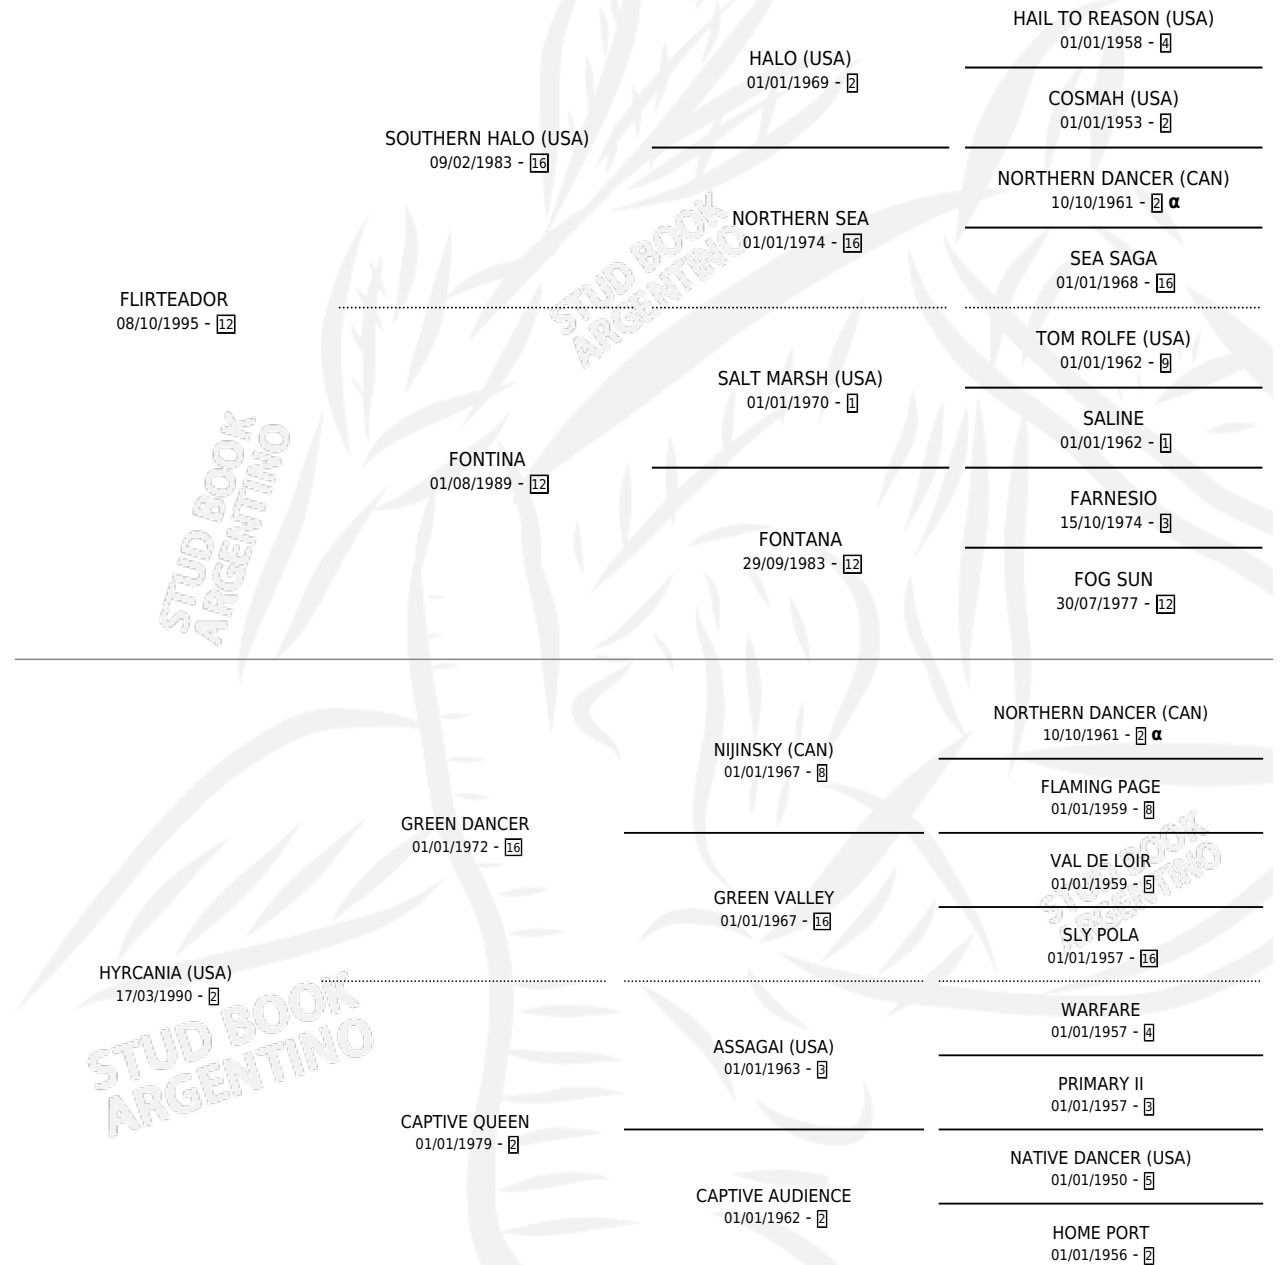 HAIL TO REASON (USA)
01/01/1958 - 4
HALO (USA)
01/01/1969 - 2
COSMAH (USA)
01/01/1953 - 2
SOUTHERN HALO (USA)
09/02/1983 - 16
NORTHERN DANCER (CAN)
10/10/1961 - 2 α
NORTHERN SEA
01/01/1974 - 16
SEA SAGA
01/01/1968 - 16
STUD BOOK
ARGENTINO
FLIRTEADOR
08/10/1995 - 12
TOM ROLFE (USA)
01/01/1962 - 9
SALT MARSH (USA)
01/01/1970 - 1
SALINE
01/01/1962 - 1
FONTINA
01/08/1989 - 12
FARNESIO
15/10/1974 - 3
FONTANA
29/09/1983 - 12
FOG SUN
30/07/1977 - 12
STUD BOOK
ARGENTINO
NORTHERN DANCER (CAN)
10/10/1961 - 2 α
NIJINSKY (CAN)
01/01/1967 - 8
FLAMING PAGE
01/01/1959 - 8
GREEN DANCER
01/01/1972 - 16
VAL DE LOIR
01/01/1959 - 5
GREEN VALLEY
01/01/1967 - 16
SLY POLA
01/01/1957 - 16
STUD BOOK
ARGENTINO
HYRCANIA (USA)
17/03/1990 - 2
WARFARE
01/01/1957 - 4
ASSAGAI (USA)
01/01/1963 - 3
PRIMARY II
01/01/1957 - 3
STUD BOOK
ARGENTINO
CAPTIVE QUEEN
01/01/1979 - 2
NATIVE DANCER (USA)
01/01/1950 - 5
CAPTIVE AUDIENCE
01/01/1962 - 2
HOME PORT
01/01/1956 - 2